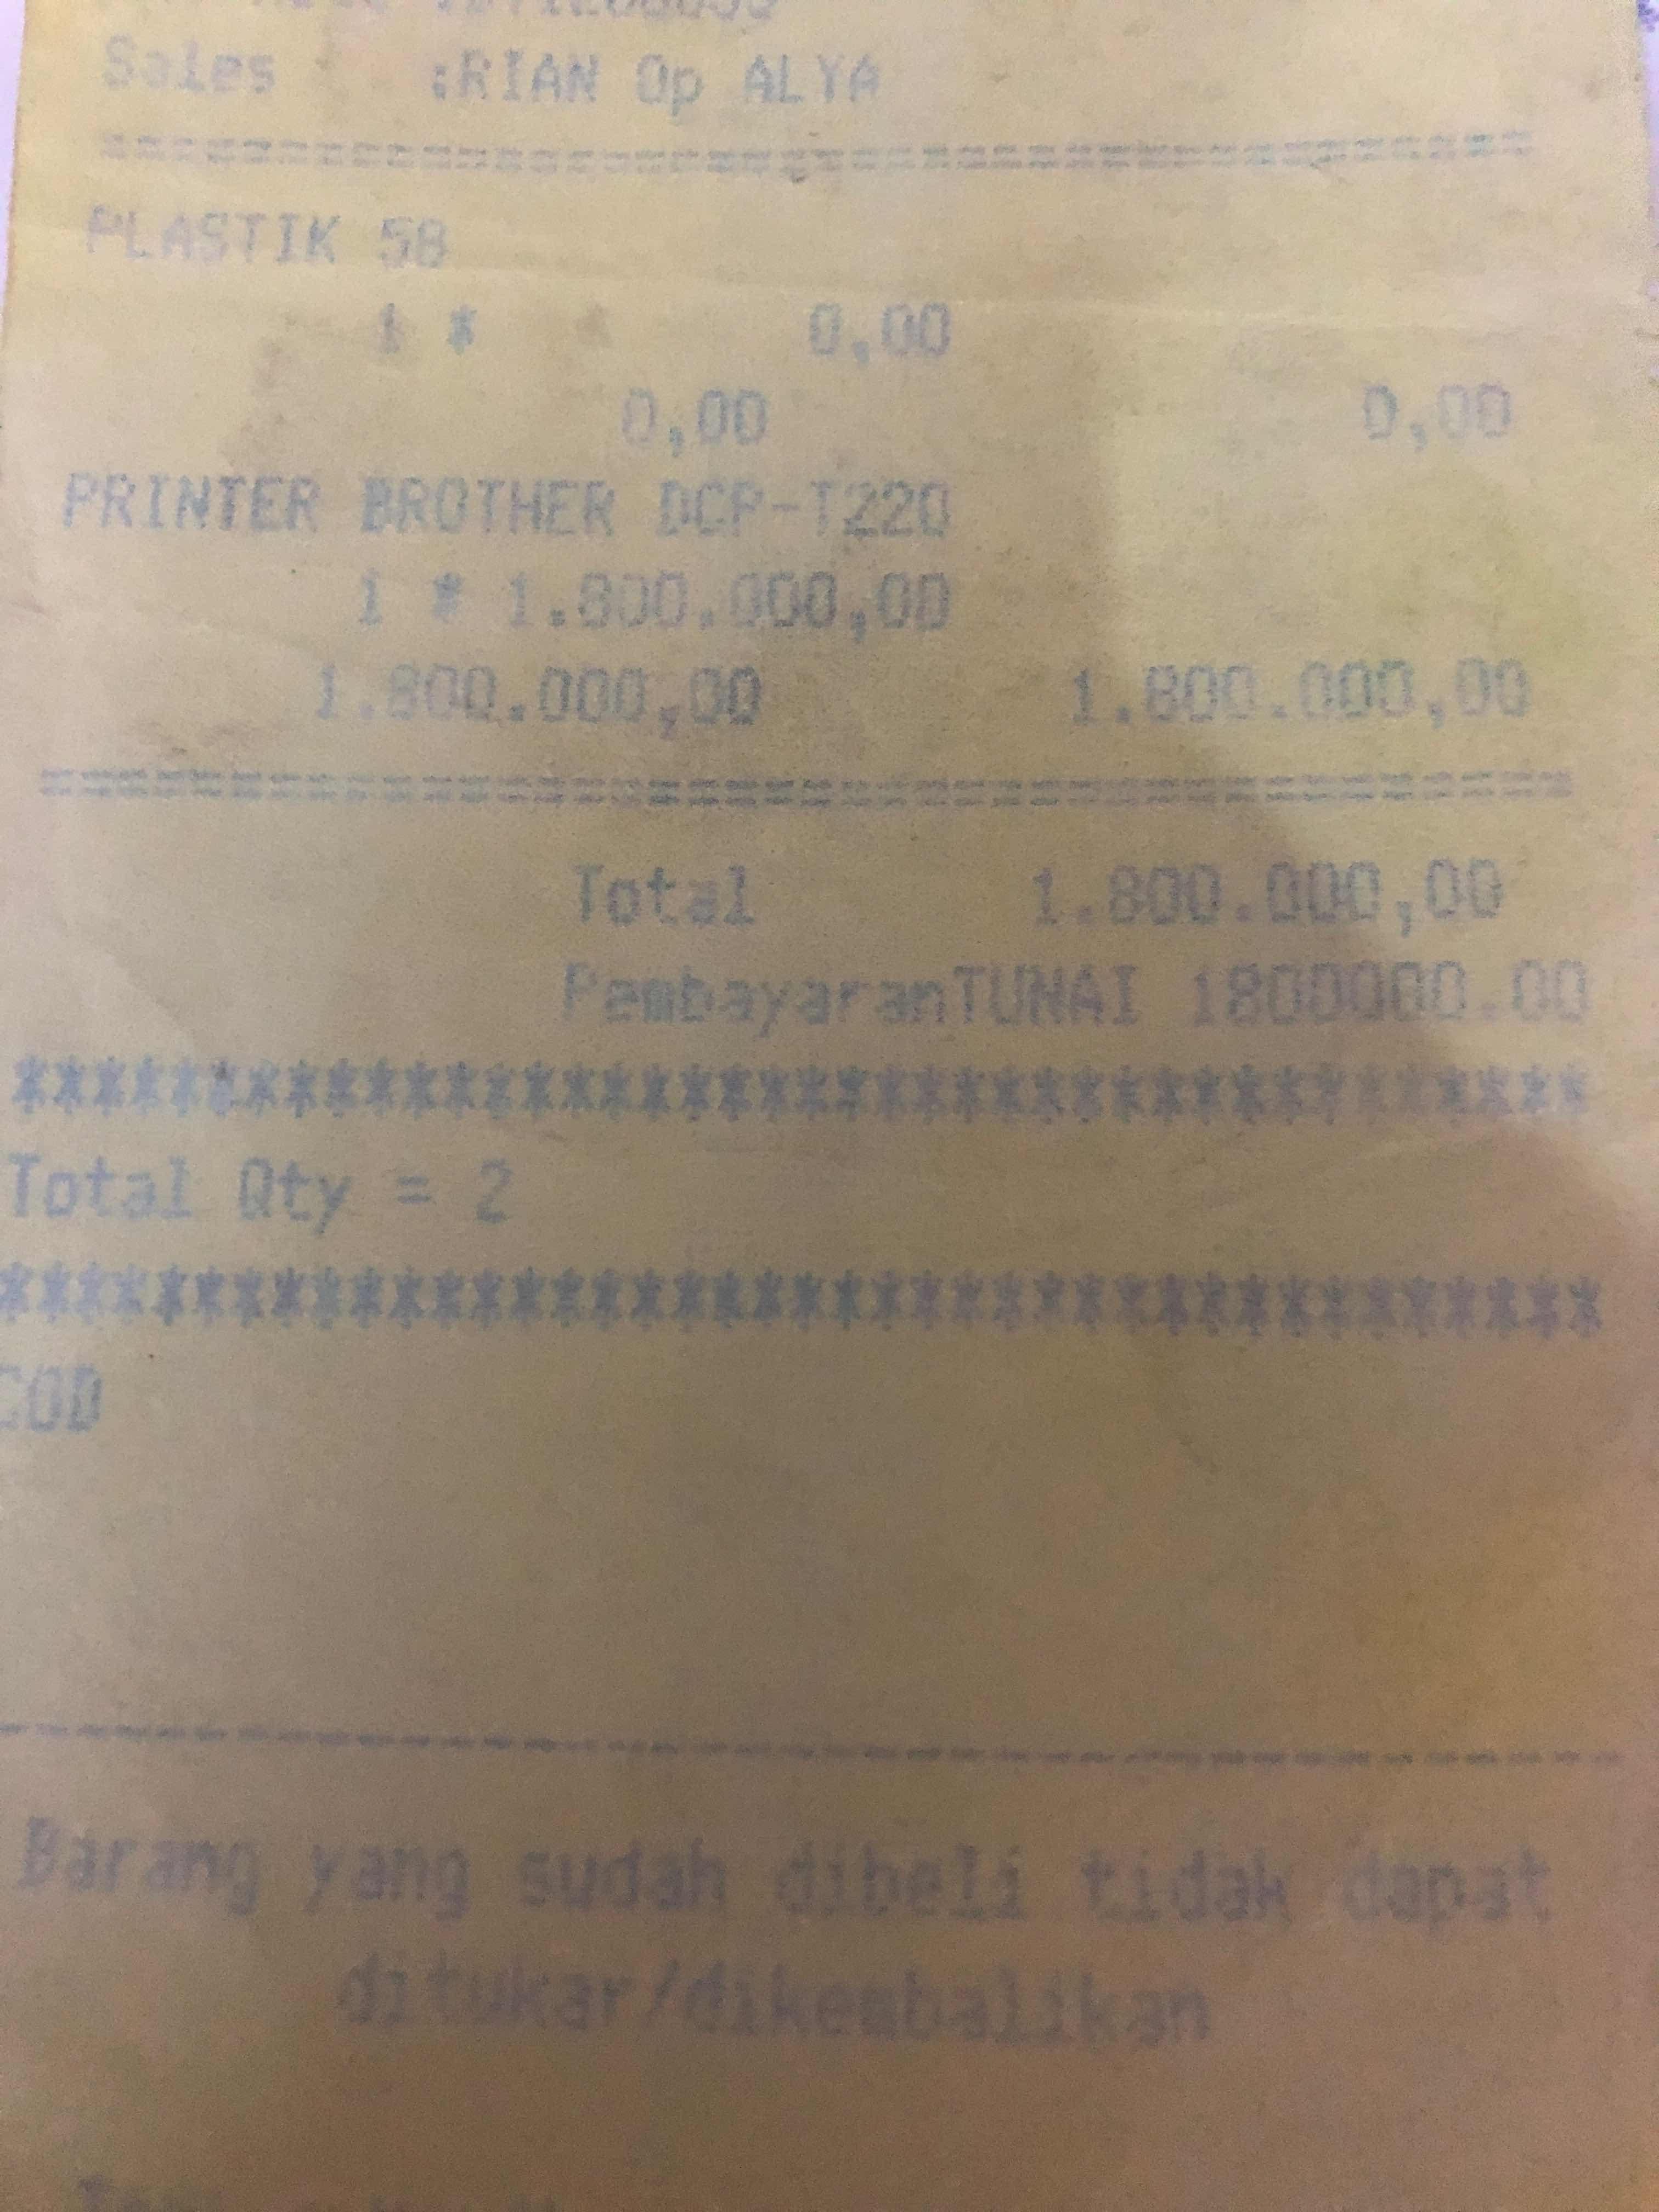 Sales :RIAN Op ALYA
====================================
PLASTIK 58
1 * 0,00
0,00 0,00
PRINTER BROTHER DCP-T220
1 * 1.800.000,00
1.800.000,00 1.800.000,00
====================================
Total 1.800.000,00
PembayaranTUNAI 1800000.00
****************************************
Total Qty = 2
****************************************
COD
----------------------------------------
Barang yang sudah dibeli tidak dapat
ditukar/dikembalikan